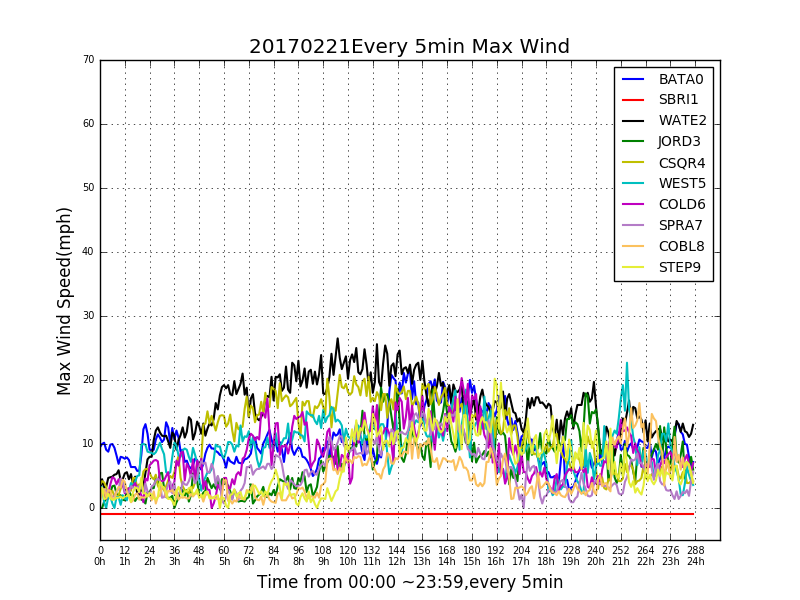 20170221Every 5min Max Wind
70
60
50
40
30
20
10
0
Max Wind Speed(mph)
BATA0
SBRI1
WATE2
JORD3
CSQR4
WEST5
COLD6
SPRA7
COBL8
STEP9
0 12 24 36 48 60 72 84 96 108 120 132 144 156 168 180 192 204 216 228 240 252 264 276 288
0h 1h 2h 3h 4h 5h 6h 7h 8h 9h 10h 11h 12h 13h 14h 15h 16h 17h 18h 19h 20h 21h 22h 23h 24h
Time from 00:00 ~23:59,every 5min